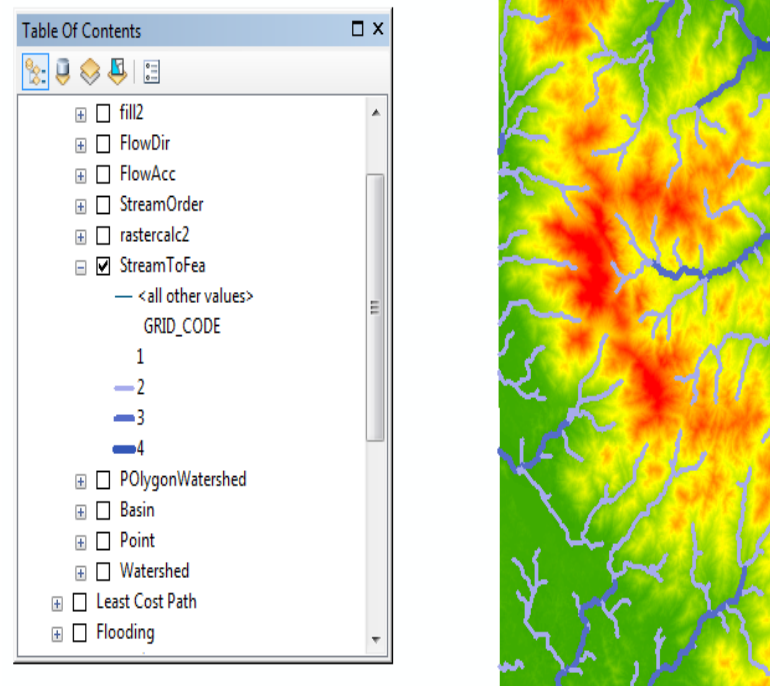 Table Of Contents
fill2
FlowDir
FlowAcc
StreamOrder
rastercalc2
StreamToFea
<all other values>
GRID_CODE
1
2
3
4
POlygonWatershed
Basin
Point
Watershed
Least Cost Path
Flooding